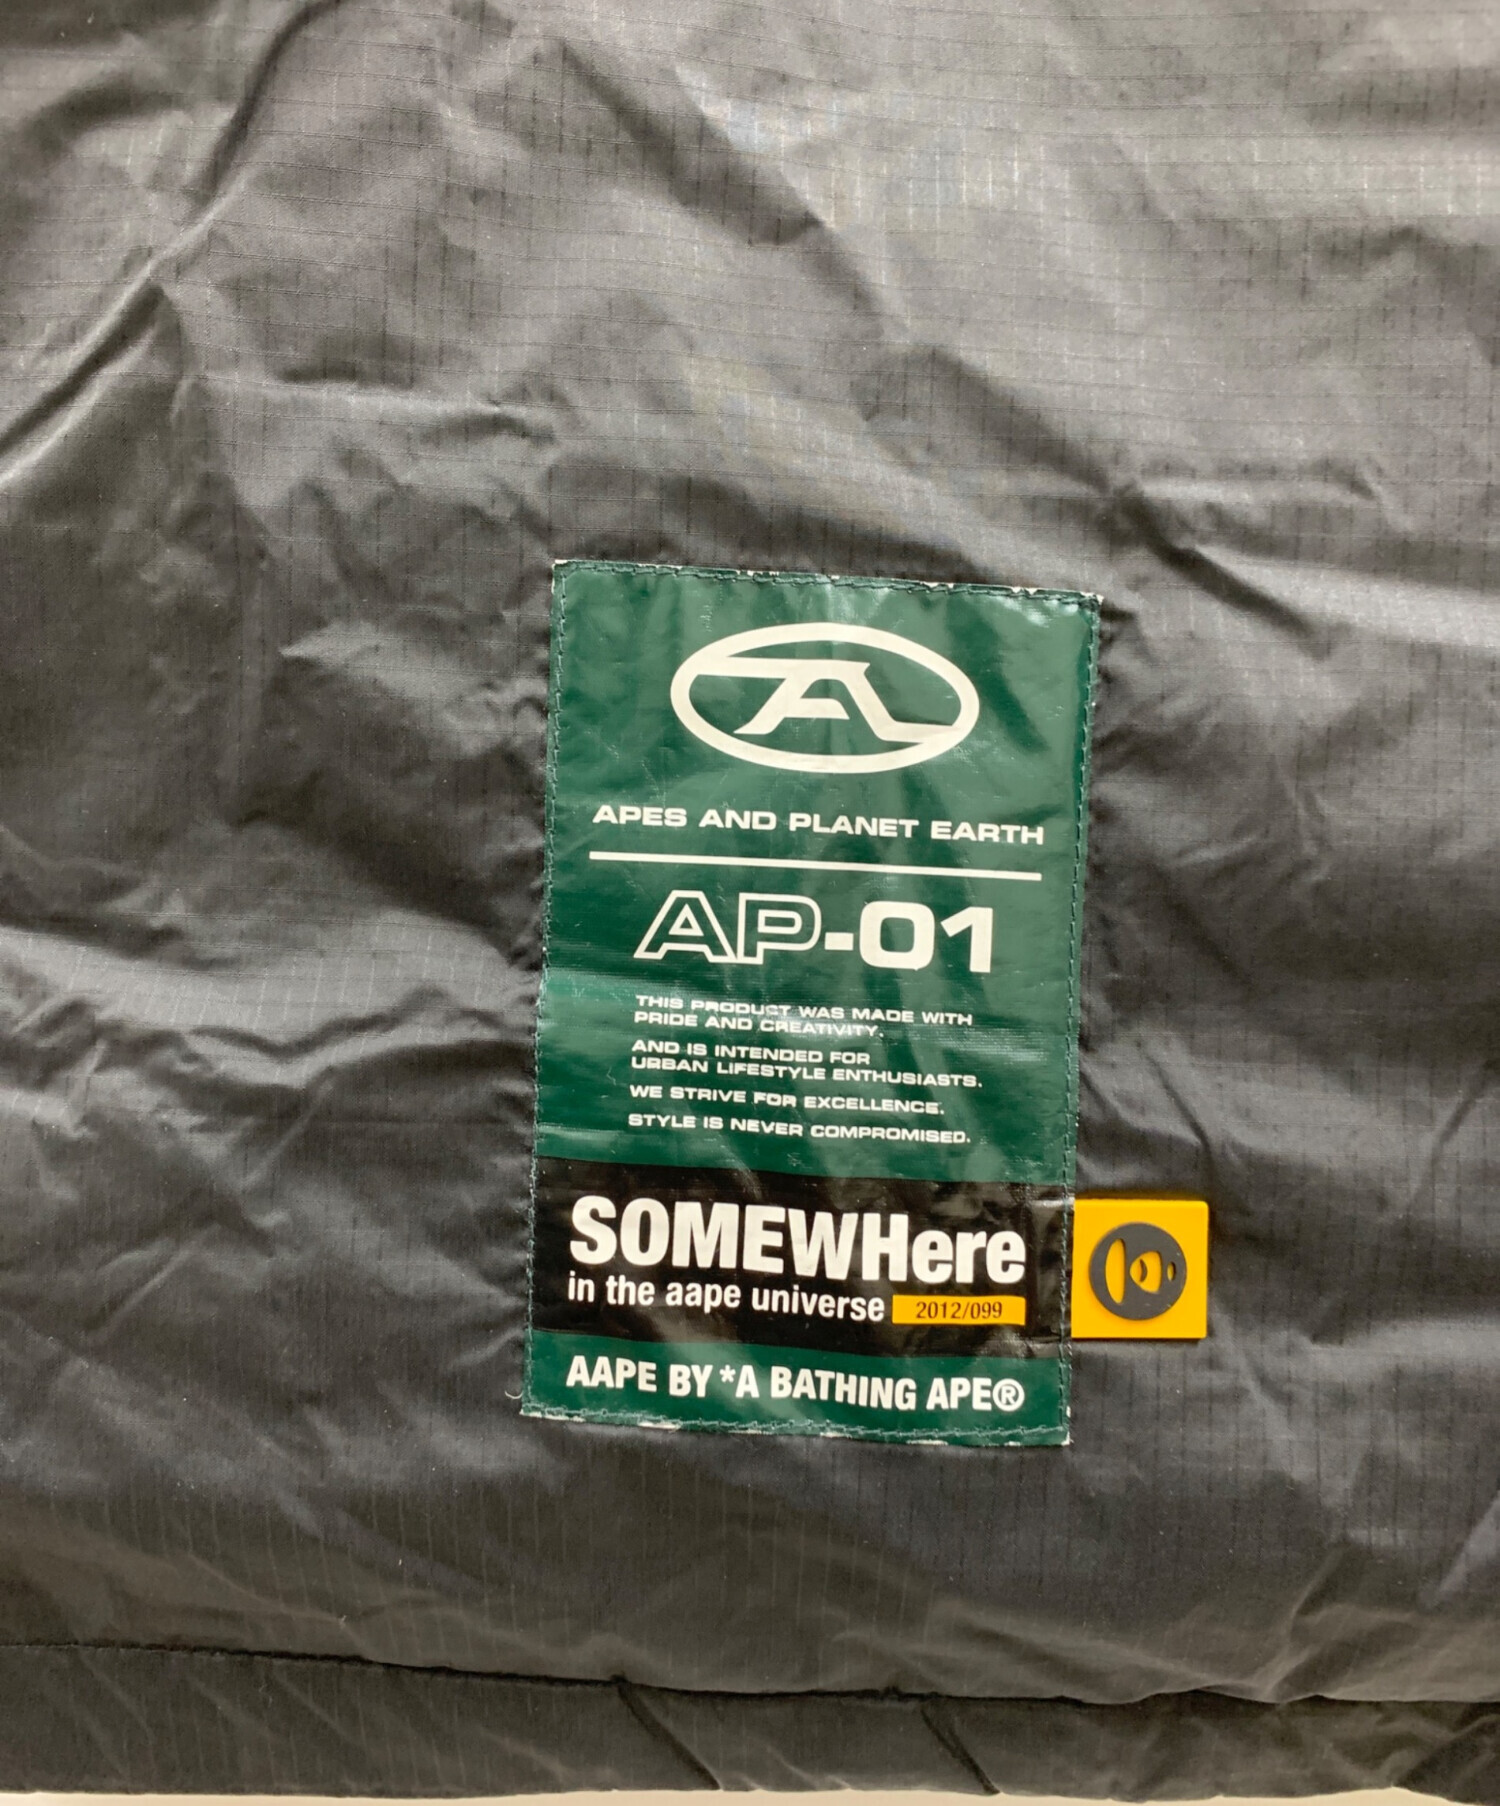 APES AND PLANET EARTH
AP-01
THIS PRODUCT WAS MADE WITH
PRIDE AND CREATIVITY.
AND IS INTENDED FOR
URBAN LIFESTYLE ENTHUSIASTS.
WE STRIVE FOR EXCELLENCE.
STYLE IS NEVER COMPROMISED.
SOMEWHere
in the aape universe 2012/099
AAPE BY *A BATHING APE®